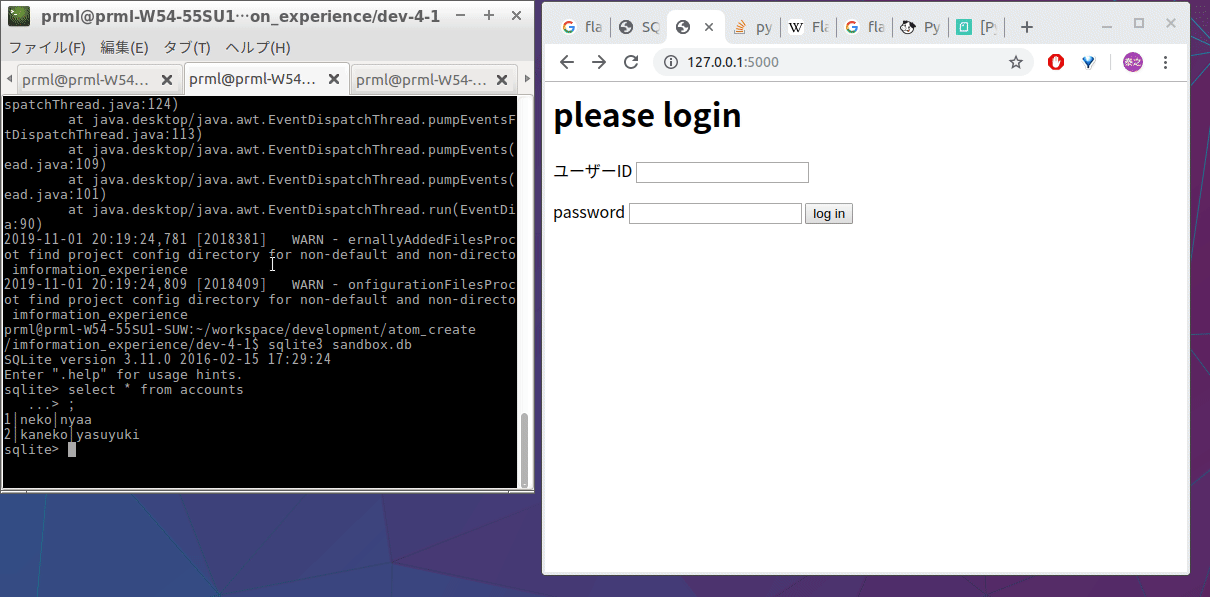 prml@prml-W54-55SU1⋯on_experience/dev-4-1
ファイル(F) 編集(E) タブ(T) ヘルプ(H)
prml@prml-W54... prml@prml-W54... prml@prml-W54-...
spatchThread.java:124)
at java.desktop/java.awt.EventDispatchThread.pumpEventsF
tDispatchThread.java:113)
at java.desktop/java.awt.EventDispatchThread.pumpEvents(
ead.java:109)
at java.desktop/java.awt.EventDispatchThread.pumpEvents(
ead.java:101)
at java.desktop/java.awt.EventDispatchThread.run(EventDi
a:90)
2019-11-01 20:19:24,781 [2018381]   WARN - ernallyAddedFilesProc
ot find project config directory for non-default and non-directo
imformation_experience
2019-11-01 20:19:24,809 [2018409]   WARN - onfigurationFilesProc
ot find project config directory for non-default and non-directo
imformation_experience
prml@prml-W54-55SU1-SUW:~/workspace/development/atom_create
/imformation_experience/dev-4-1$ sqlite3 sandbox.db
SQLite version 3.11.0 2016-02-15 17:29:24
Enter ".help" for usage hints.
sqlite> select * from accounts
...> ;
1|neko|nyaa
2|kaneko|yasuyuki
sqlite>
fla SQ py Fla fla Py [Py
127.0.0.1:5000
泰之
please login
ユーザーID
password log in